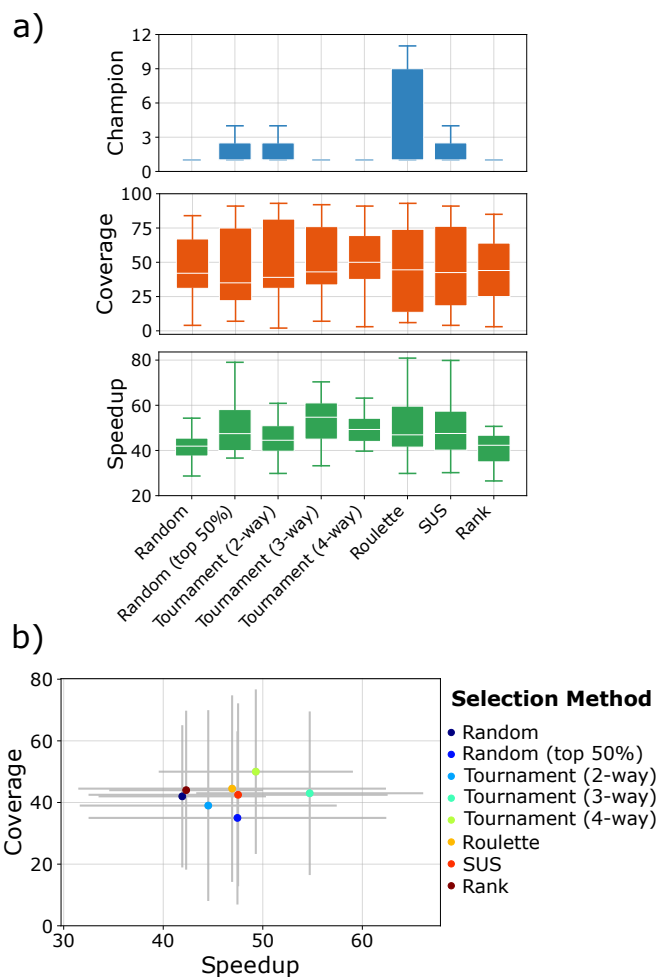 a)
Champion
12
9
6
3
0
Coverage
100
75
50
25
0
Speedup
80
60
40
20
Random
Random (top 50%)
Tournament (2-way)
Tournament (3-way)
Tournament (4-way)
Roulette
SUS
Rank
b)
Coverage
80
60
40
20
0
30
40
50
60
Speedup
Selection Method
Random
Random (top 50%)
Tournament (2-way)
Tournament (3-way)
Tournament (4-way)
Roulette
SUS
Rank